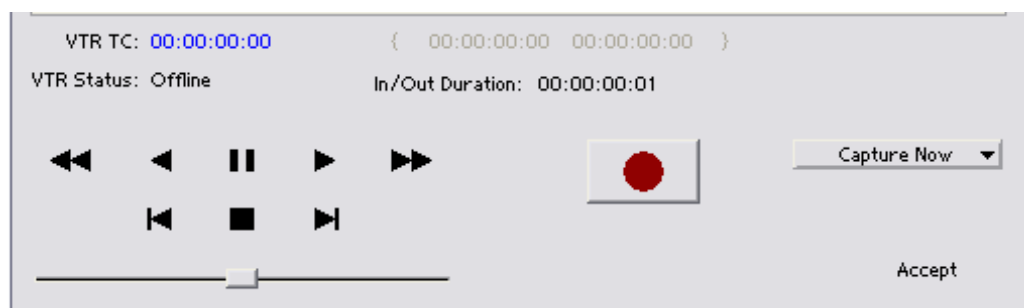 VTR TC: 00:00:00:00 { 00:00:00:00 00:00:00:00 }
VTR Status: Offline In/Out Duration: 00:00:00:01
Capture Now
Accept